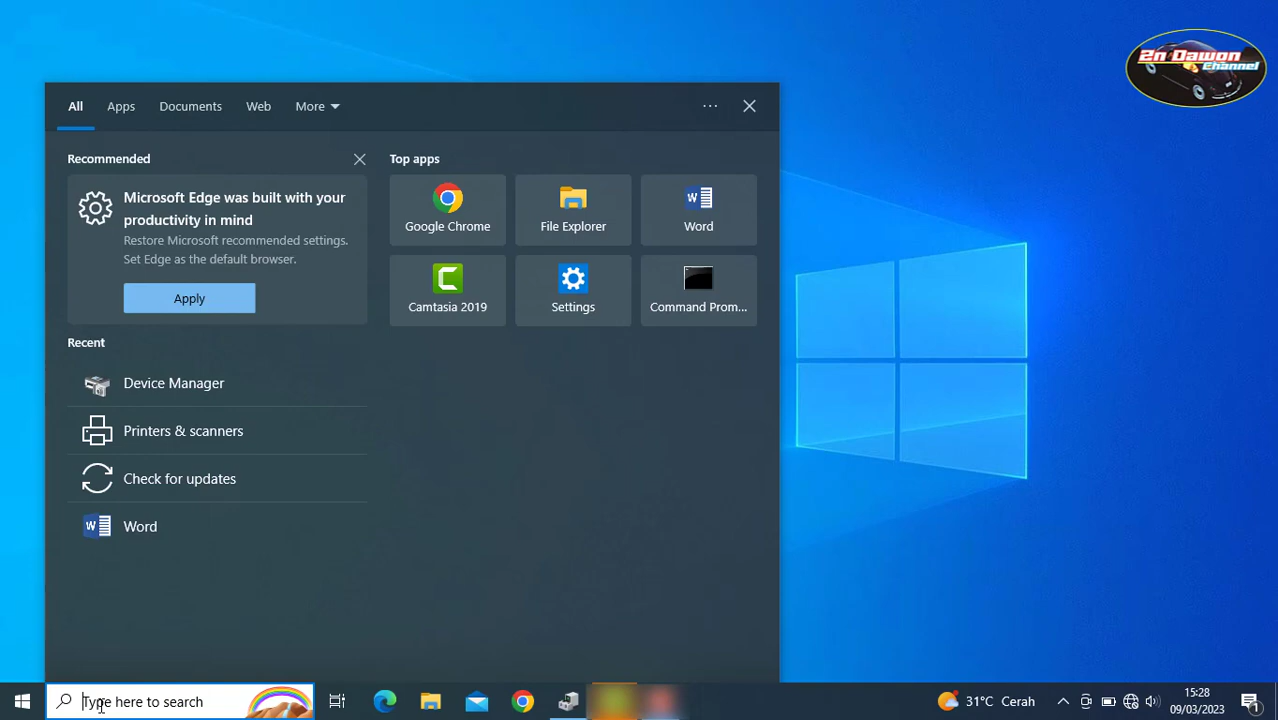 2n Dawon
Channel
All Apps Documents Web More
Recommended
Microsoft Edge was built with your
productivity in mind
Restore Microsoft recommended settings.
Set Edge as the default browser.
Apply
Top apps
Google Chrome
File Explorer
Word
Camtasia 2019
Settings
Command Prom...
Recent
Device Manager
Printers & scanners
Check for updates
Word
Type here to search
31°C Cerah
15:28
09/03/2023
1